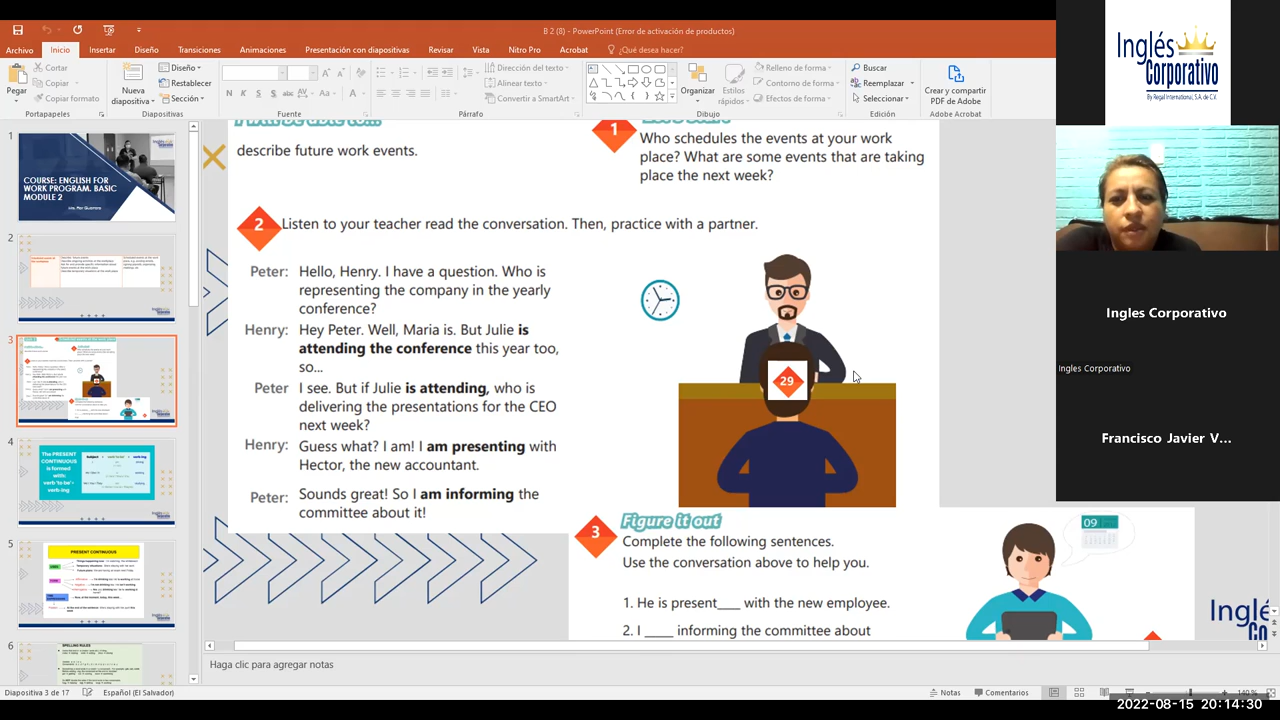 B 2 (8) - PowerPoint (Error de activación de productos)
Archivo Inicio Insertar Diseño Transiciones Animaciones Presentación con diapositivas Revisar Vista Nitro Pro Acrobat ¿Qué desea hacer?
Pegar
Cortar
Copiar
Copiar formato
Portapapeles
Nueva diapositiva
Diseño
Restablecer
Sección
Diapositivas
N K S S abc AV Aa A
Fuente
Dirección del texto
Alinear texto
Convertir a SmartArt
Párrafo
Organizar
Estilos rápidos
Relleno de forma
Contorno de forma
Efectos de forma
Dibujo
Buscar
Reemplazar
Seleccionar
Edición
Crear y compartir PDF de Adobe
Adobe Acrobat
1
COURSE: ENGLISH FOR
WORK PROGRAM. BASIC
MODULE 2
2
3
4
The PRESENT
CONTINUOUS
is formed
with:
verb 'to be'+
verb-ing
5
PRESENT CONTINUOUS
6
SPELLING RULES
describe future work events.
1
Who schedules the events at your work
place? What are some events that are taking
place the next week?
2
Listen to your teacher read the conversation. Then, practice with a partner.
Peter: Hello, Henry. I have a question. Who is
representing the company in the yearly
conference?
Henry: Hey Peter. Well, Maria is. But Julie is
attending the conference this year too,
so...
Peter I see. But if Julie is attending, who is
delivering the presentations for the CEO
next week?
Henry: Guess what? I am! I am presenting with
Hector, the new accountant.
Peter: Sounds great! So I am informing the
committee about it!
29
3
Figure it out
Complete the following sentences.
Use the conversation above to help you.
1. He is present___ with the new employee.
2. I ____ informing the committee about
09
Inglé
Haga clic para agregar notas
Diapositiva 3 de 17 Español (El Salvador) Notas Comentarios
Inglés
Corporativo
By Regal International, S.A. de C.V.
Ingles Corporativo
Ingles Corporativo
Francisco Javier V...
2022-08-15 20:14:30